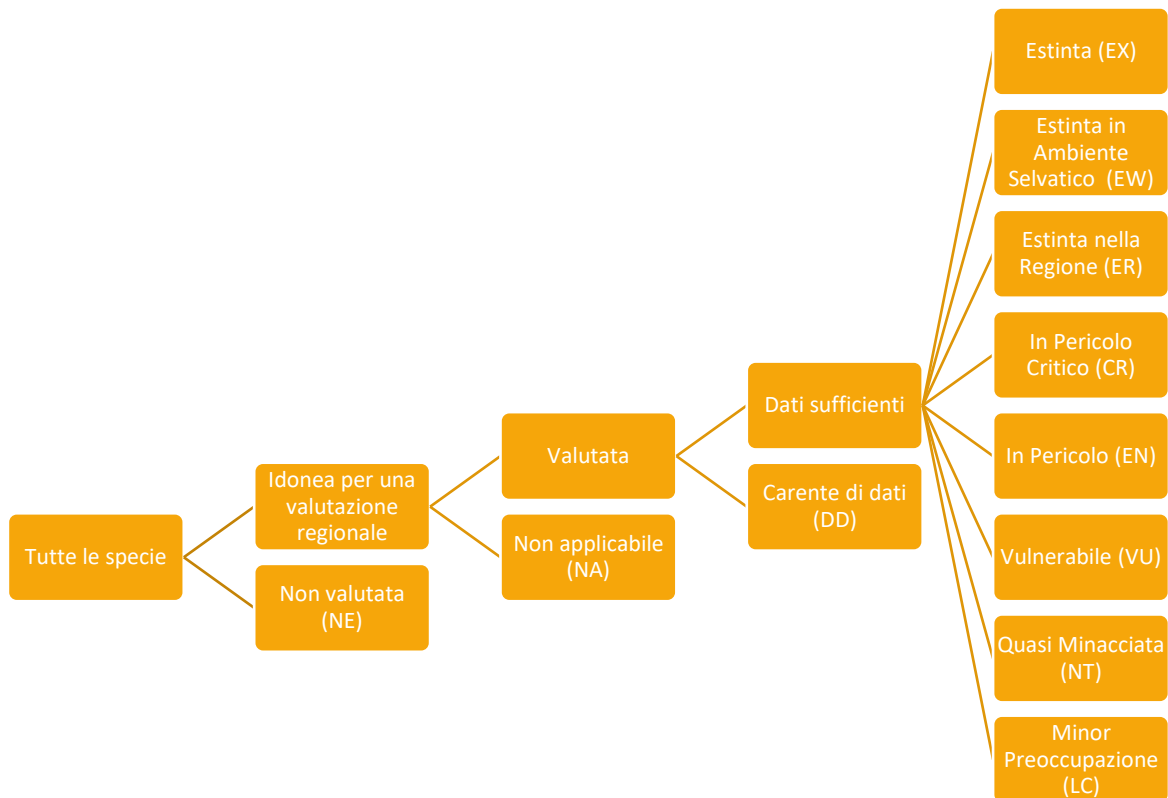 Tutte le specie
Idonea per una
valutazione
regionale
Non valutata
(NE)
Valutata
Non applicabile
(NA)
Dati sufficienti
Carente di dati
(DD)
Estinta (EX)
Estinta in
Ambiente
Selvatico (EW)
Estinta nella
Regione (ER)
In Pericolo
Critico (CR)
In Pericolo (EN)
Vulnerabile (VU)
Quasi Minacciata
(NT)
Minor
Preoccupazione
(LC)